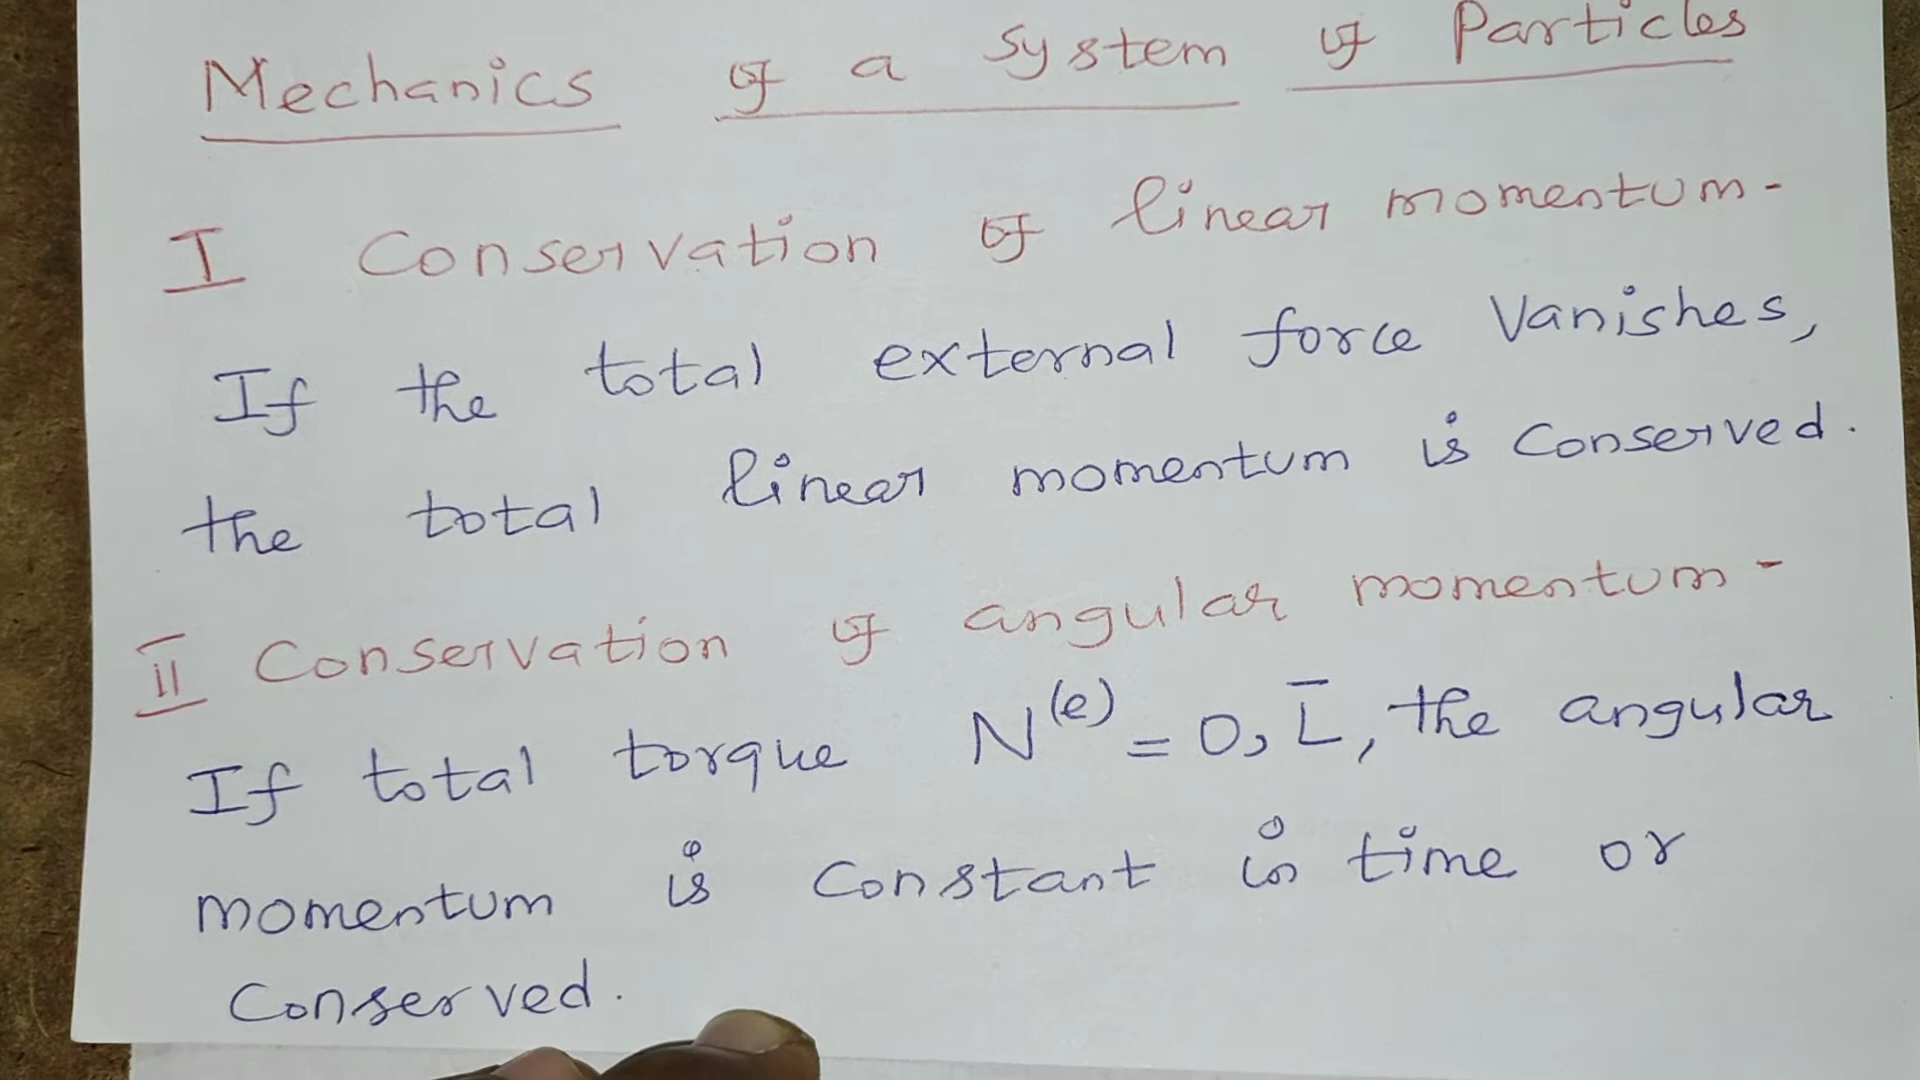 Mechanics of a system of Particles
I Conservation of linear momentum-
If the total external force Vanishes,
the total linear momentum is Conserved.
II Conservation of angular momentum-
If total torque N⁽ᵉ⁾ = 0, L̄, the angular
momentum is Constant in time or
Conserved.